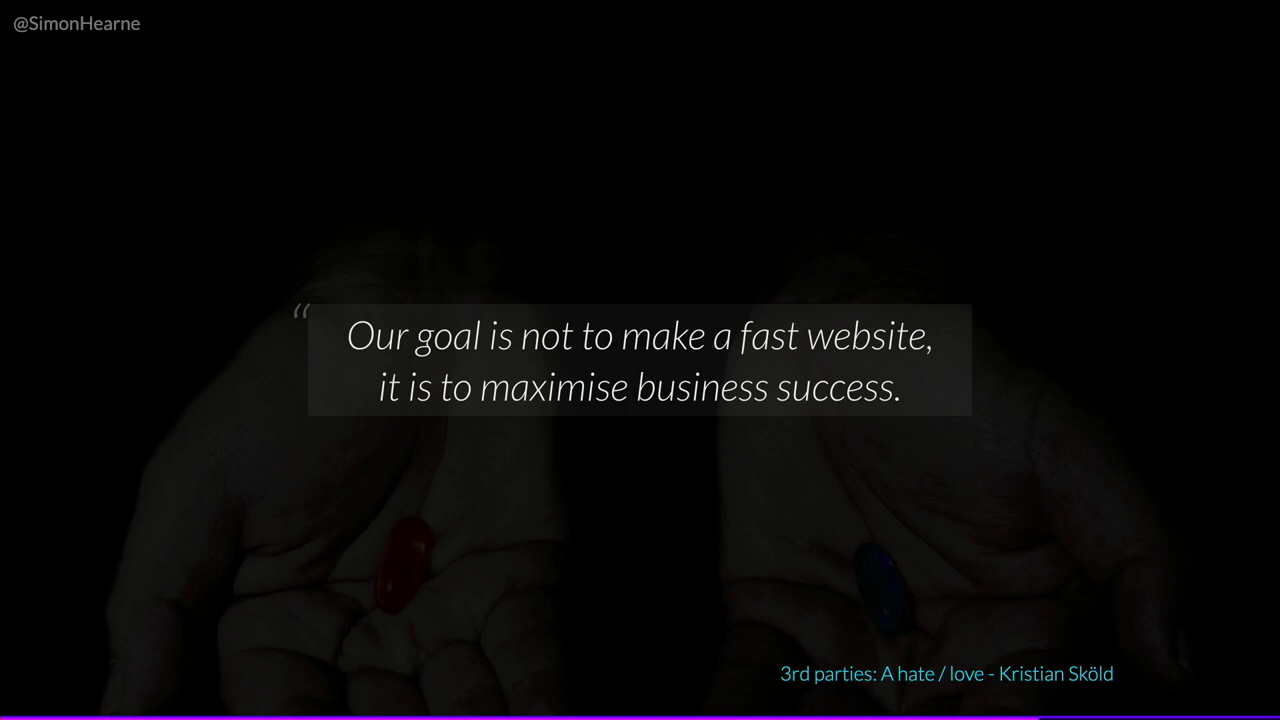 @SimonHearne
“
Our goal is not to make a fast website,
it is to maximise business success.
3rd parties: A hate / love - Kristian Sköld